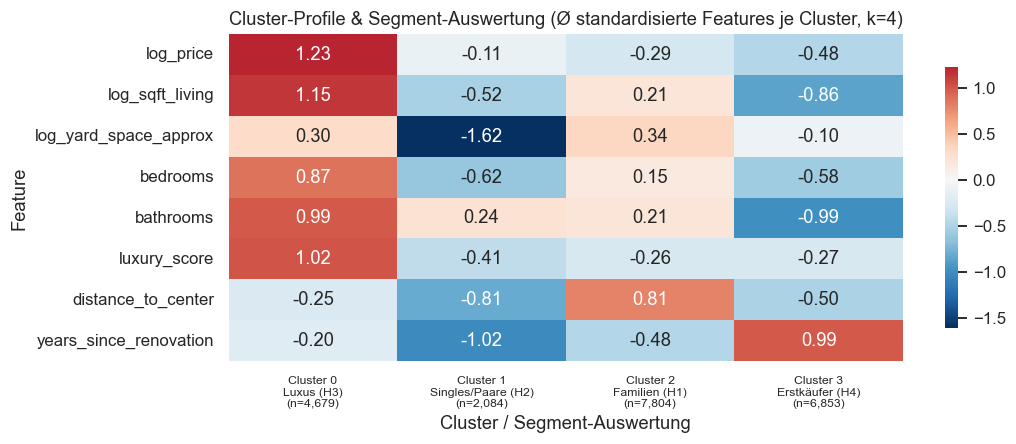 Cluster-Profile & Segment-Auswertung (Ø standardisierte Features je Cluster, k=4)
log_price 1.23 -0.11 -0.29 -0.48
log_sqft_living 1.15 -0.52 0.21 -0.86
log_yard_space_approx 0.30 -1.62 0.34 -0.10
bedrooms 0.87 -0.62 0.15 -0.58
bathrooms 0.99 0.24 0.21 -0.99
luxury_score 1.02 -0.41 -0.26 -0.27
distance_to_center -0.25 -0.81 0.81 -0.50
years_since_renovation -0.20 -1.02 -0.48 0.99
Feature
Cluster 0
Luxus (H3)
(n=4,679)
Cluster 1
Singles/Paare (H2)
(n=2,084)
Cluster 2
Familien (H1)
(n=7,804)
Cluster 3
Erstkäufer (H4)
(n=6,853)
Cluster / Segment-Auswertung
1.0
0.5
0.0
−0.5
−1.0
−1.5